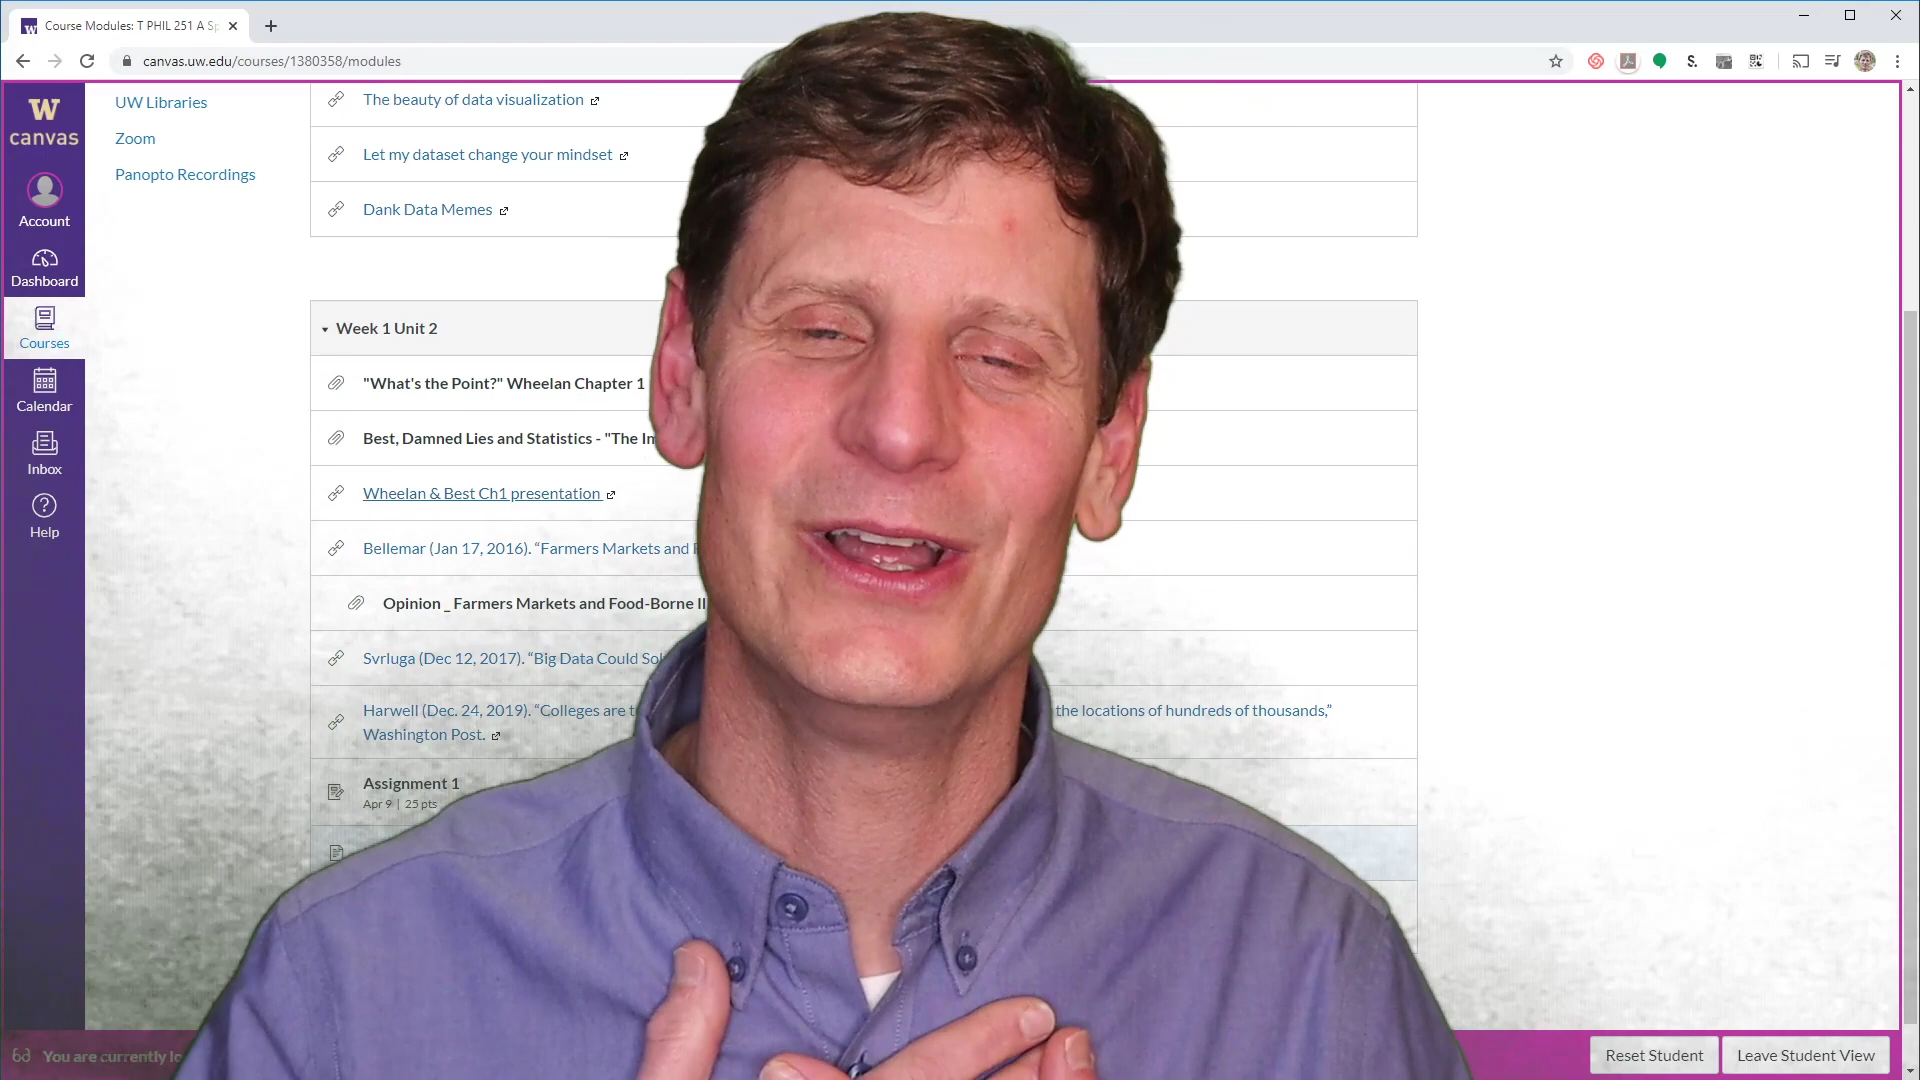 Course Modules: T PHIL 251 A Sp
canvas.uw.edu/courses/1380358/modules
W
canvas
Account
Dashboard
Courses
Calendar
Inbox
Help
UW Libraries
Zoom
Panopto Recordings
The beauty of data visualization
Let my dataset change your mindset
Dank Data Memes
Week 1 Unit 2
"What's the Point?" Wheelan Chapter 1
Best, Damned Lies and Statistics - "The
Wheelan & Best Ch1 presentation
Bellemar (Jan 17, 2016). “Farmers Markets and
Opinion _ Farmers Markets and Food-Borne
Svrluga (Dec 12, 2017). “Big Data Could
Harwell (Dec. 24, 2019). “Colleges are the locations of hundreds of thousands,”
Washington Post.
Assignment 1
Apr 9 | 25 pts
You are currently
Reset Student
Leave Student View